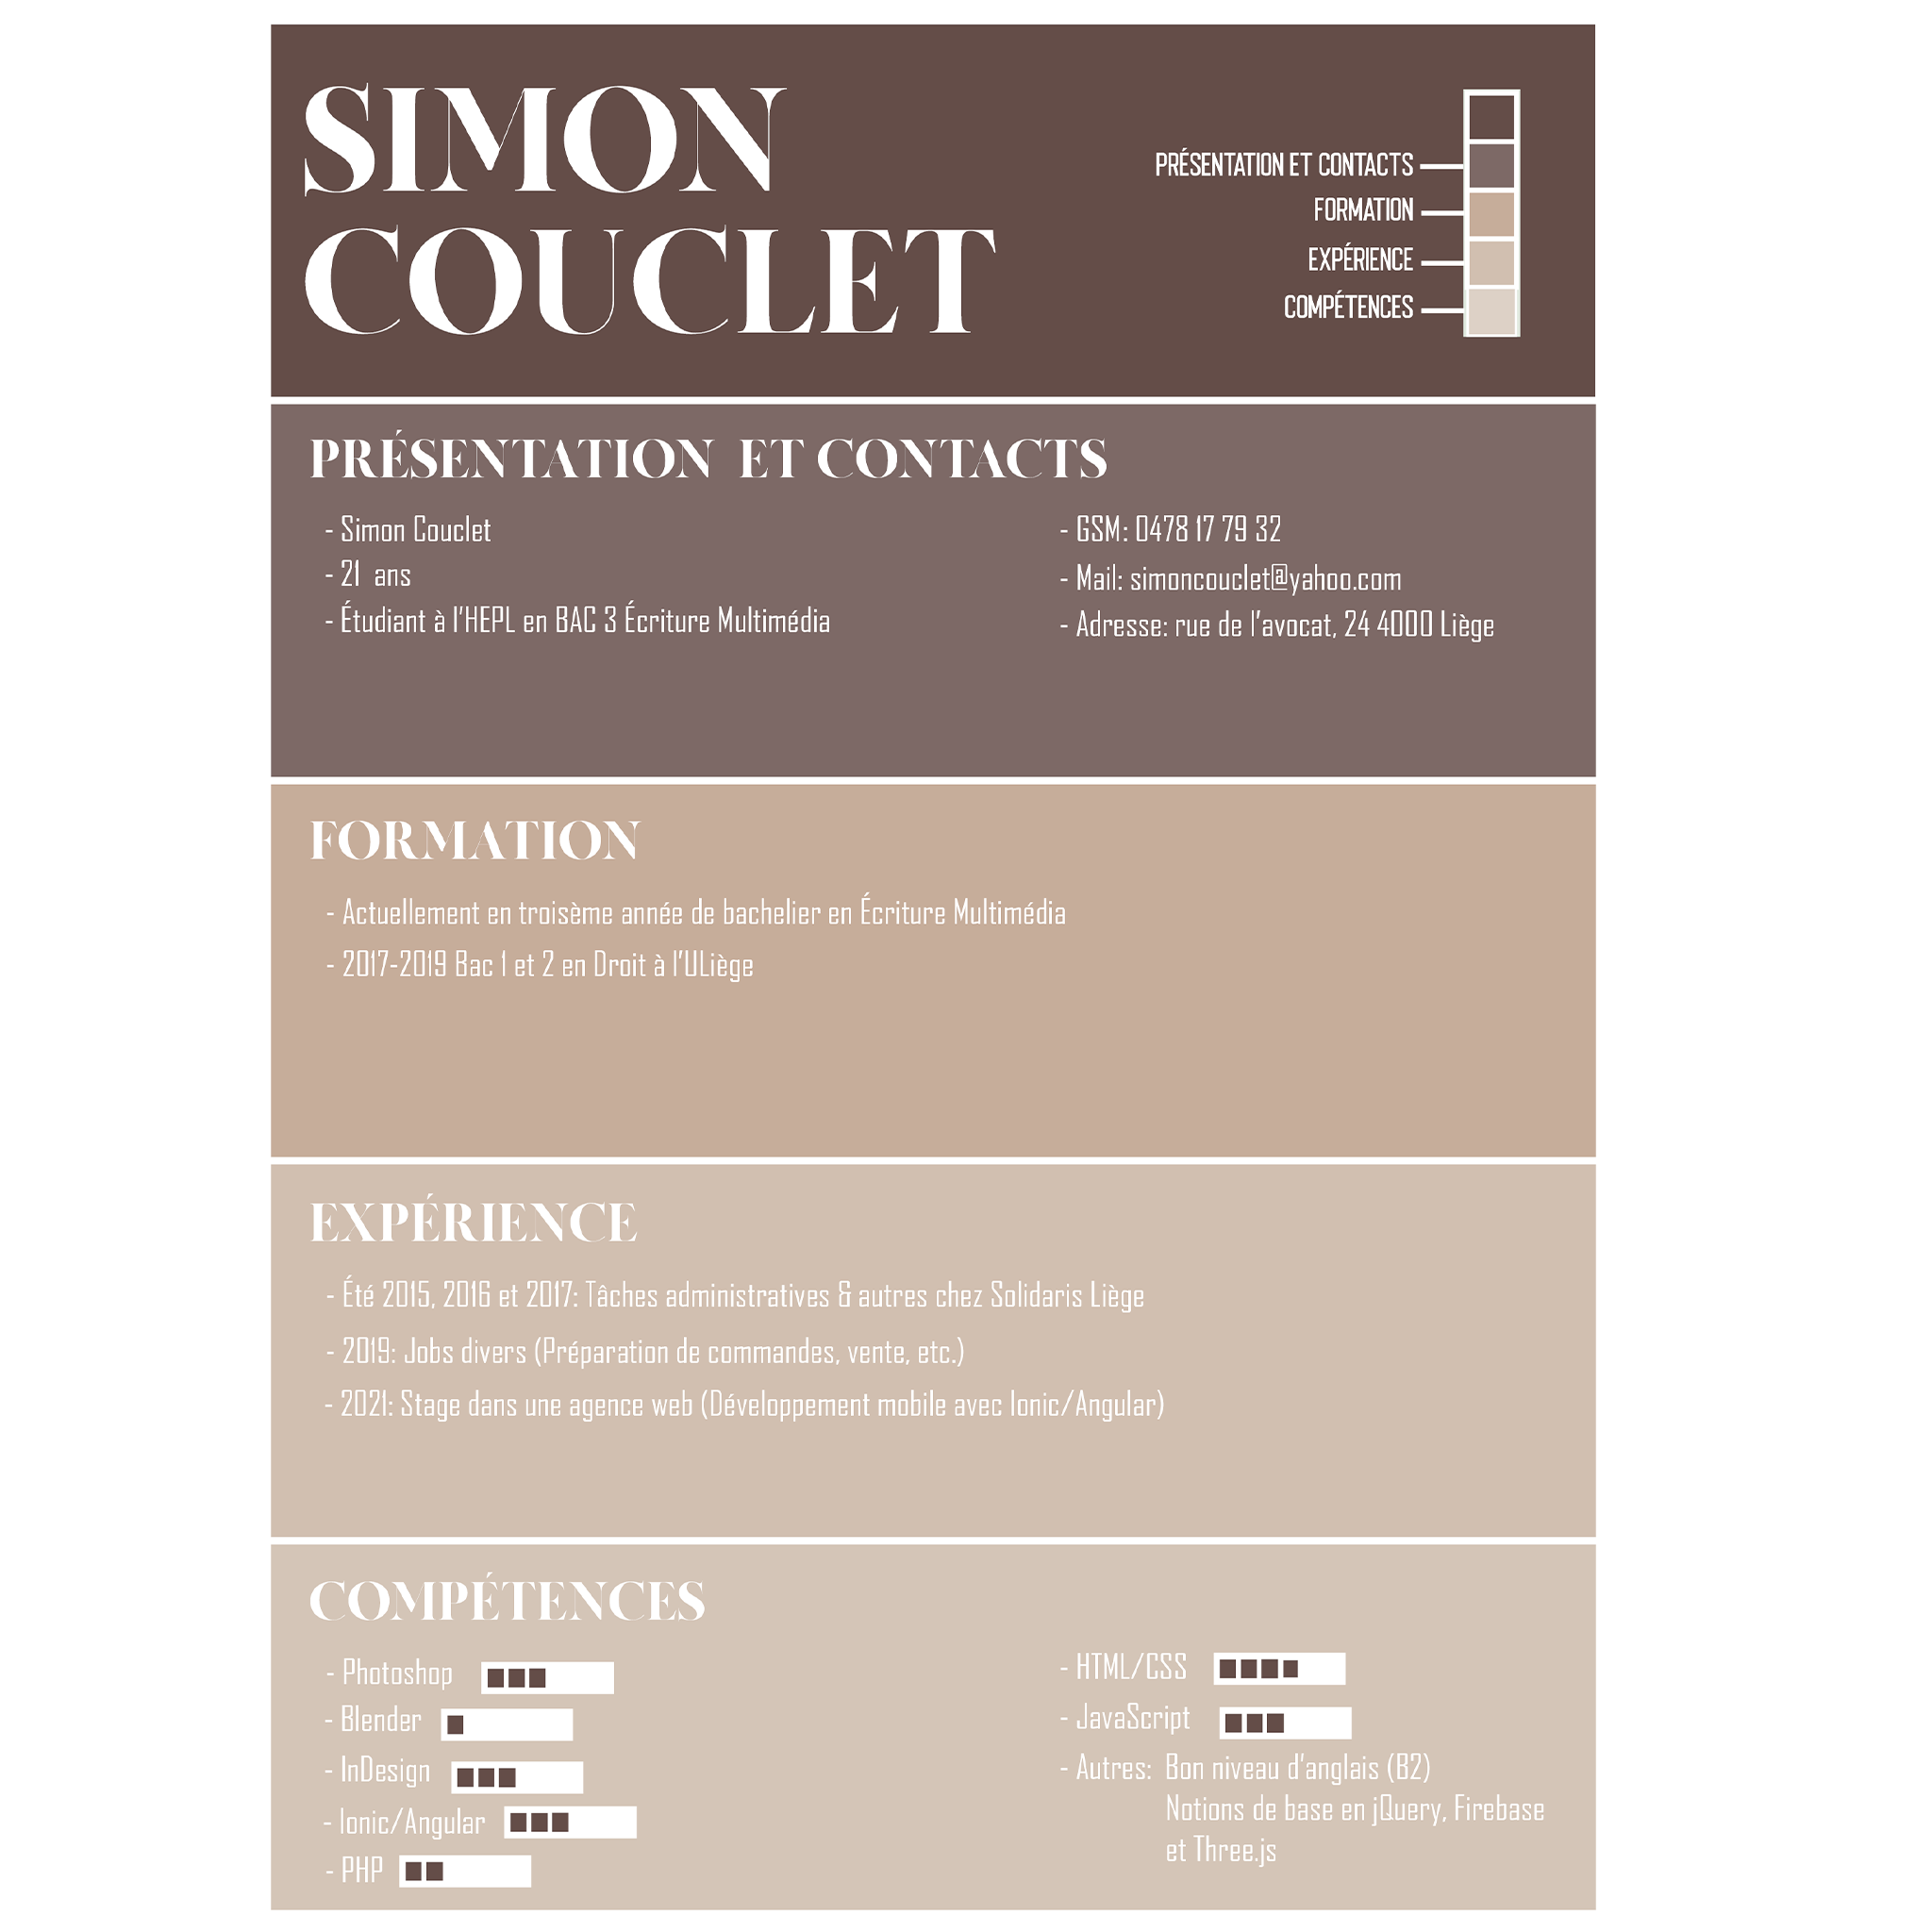 SIMON
COUCLET
PRÉSENTATION ET CONTACTS
FORMATION
EXPÉRIENCE
COMPÉTENCES
PRÉSENTATION ET CONTACTS
- Simon Couclet
- 21 ans
- Étudiant à l'HEPL en BAC 3 Écriture Multimédia
- GSM: 0478 17 79 32
- Mail: simoncouclet@yahoo.com
- Adresse: rue de l'avocat, 24 4000 Liège
FORMATION
- Actuellement en troisème année de bachelier en Écriture Multimédia
- 2017-2019 Bac 1 et 2 en Droit à l'ULiège
EXPÉRIENCE
- Été 2015, 2016 et 2017: Tâches administratives & autres chez Solidaris Liège
- 2019: Jobs divers (Préparation de commandes, vente, etc.)
- 2021: Stage dans une agence web (Développement mobile avec Ionic/Angular)
COMPÉTENCES
- Photoshop
- Blender
- InDesign
- Ionic/Angular
- PHP
- HTML/CSS
- JavaScript
- Autres: Bon niveau d'anglais (B2)
Notions de base en jQuery, Firebase
et Three.js